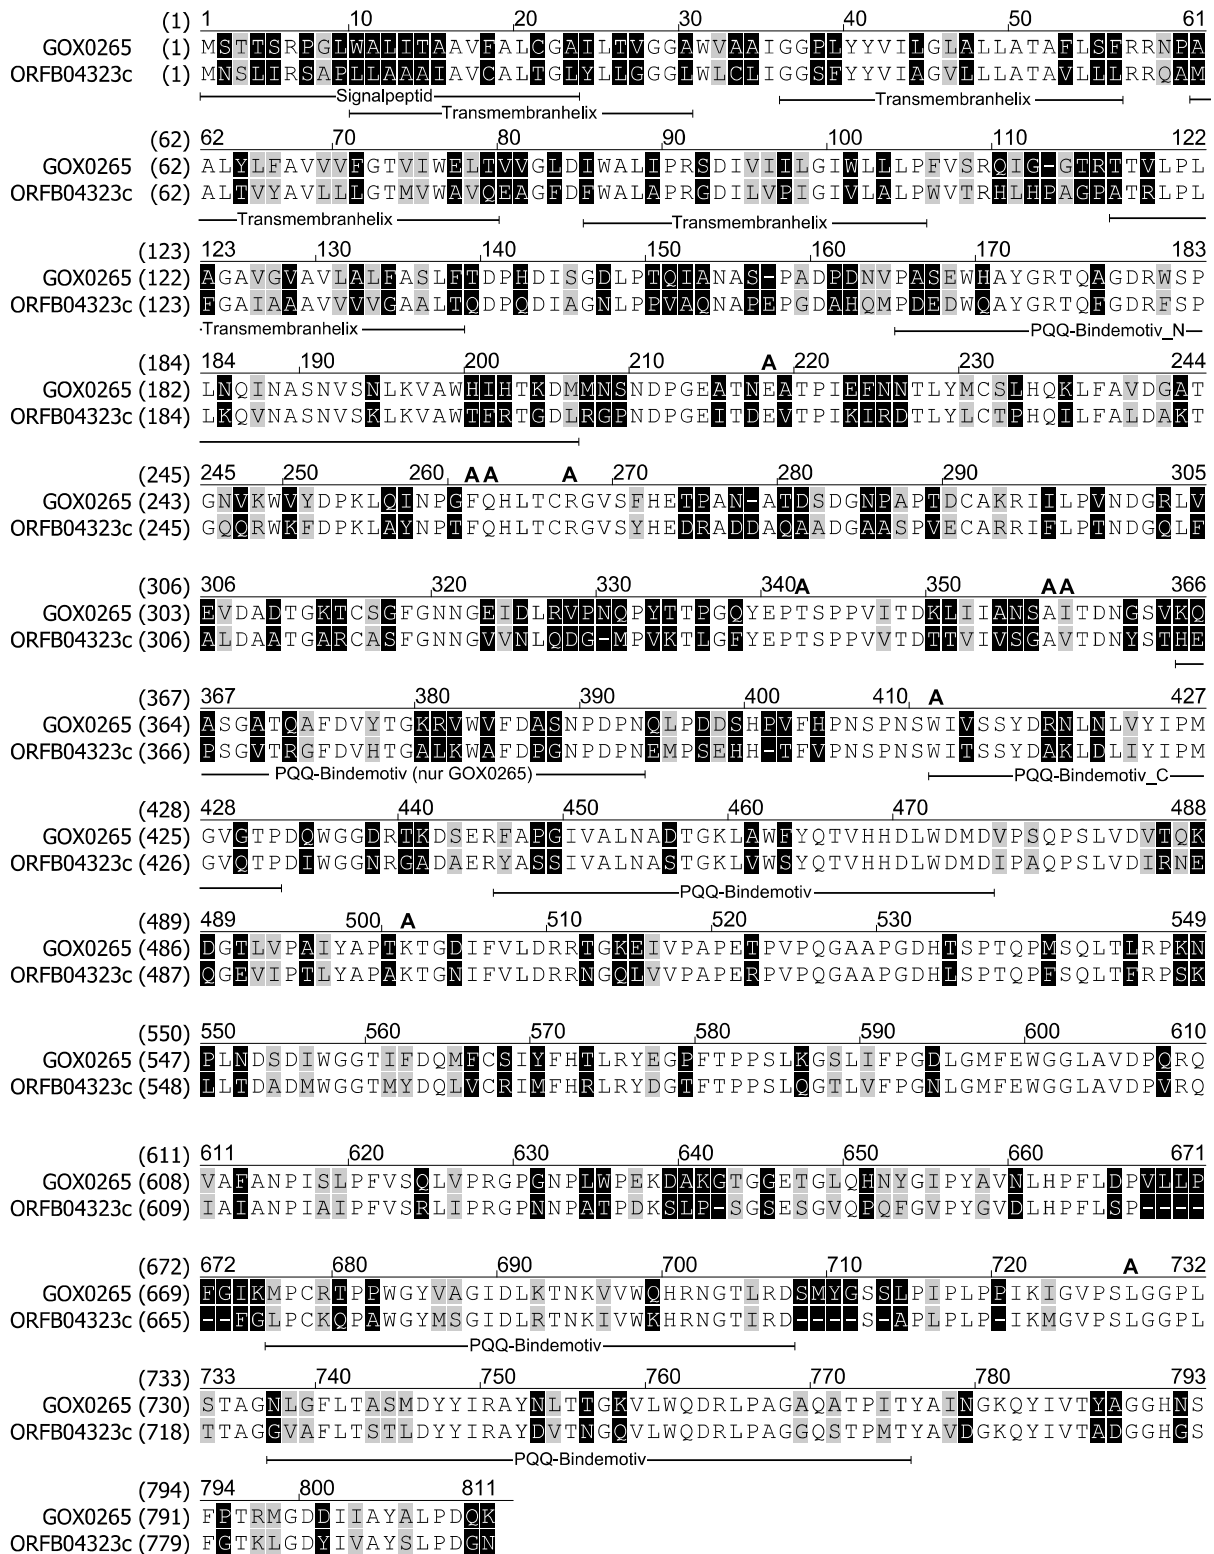 (1) 1 10 20 30 40 50 61
GOX0265 (1) MSTTSRPGLWALITAAVFALCGAILTVGGAWVAAIGGPLYYVILGLALLATAFLSFRRNPA
ORFB04323c (1) MNSLIRSAPLLAAAIAVCALTGLYLLGGGLWLCLIGGSFYYVIAGVLLLATAVLLLRRQAM
Signalpeptid
Transmembranhelix Transmembranhelix
(62) 62 70 80 90 100 110 122
GOX0265 (62) ALYLFAVVVFGTVIWELTVVGLDIWALIPRSDIVIILGIWLLLPFVSRQIG-GTRTTVLPL
ORFB04323c (62) ALTVYAVLLLGTMVWAVQEAGFDFWALAPRGDILVPIGIVLALPWVTRHLHPAGPATRLPL
Transmembranhelix Transmembranhelix
(123) 123 130 140 150 160 170 183
GOX0265 (122) AGAVGVAVLALFASLFTDPHDISGDLPTQIANAS-PADPDNVPASEWHAYGRTQAGDRWSP
ORFB04323c (123) FGAIAAAVVVVGAALTQDPQDIAGNLPPVAQNAPEPGDAHQMPDEDWQAYGRTQFGDRFSP
Transmembranhelix PQQ-Bindemotiv_N
(184) 184 190 200 210 A 220 230 244
GOX0265 (182) LNQINASNVSNLKVAWHIHTKDMMNSNDPGEATNEATPIEFNNTLYMCSLHQKLFAVDGAT
ORFB04323c (184) LKQVNASNVSKLKVAWTFRTGDLRGPNDPGEITDEVTPIKIRDTLYLCTPHQILFALDAKT
(245) 245 250 260 A A A 270 280 290 305
GOX0265 (243) GNVKWVYDPKLQINPGFQHLTCRGVSFHETPAN-ATDSDGNPAPTDCAKRIILPVNDGRLV
ORFB04323c (245) GQQRWKFDPKLAYNPTFQHLTCRGVSYHEDRADDAQAADGAASPVECARRIFLPTNDGQLF
(306) 306 320 330 340 A 350 A A 366
GOX0265 (303) EVDADTGKTCSGFGNNGEIDLRVPNQPYTTPGQYEPTSPPVITDKLIIANSAITDNGSVKQ
ORFB04323c (306) ALDAATGARCASFGNNGVVNLQDG-MPVKTLGFYEPTSPPVVTDTTVIVSGAVTDNYSTHE
(367) 367 380 390 400 410 A 427
GOX0265 (364) ASGATQAFDVYTGKRVWVFDASNPDPNQLPDDSHPVFHPNSPNSWIVSSYDRNLNLVYIPM
ORFB04323c (366) PSGVTRGFDVHTGALKWAFDPGNPDPNEMPSEHH-TFVPNSPNSWITSSYDAKLDLIYIPM
PQQ-Bindemotiv (nur GOX0265) PQQ-Bindemotiv_C
(428) 428 440 450 460 470 488
GOX0265 (425) GVGTPDQWGGDRTKDSERFAPGIVALNADTGKLAWFYQTVHHDLWDMDVPSQPSLVDVTQK
ORFB04323c (426) GVQTPDIWGGNRGADAERYASSIVALNASTGKLVWSYQTVHHDLWDMDIPAQPSLVDIRNE
PQQ-Bindemotiv
(489) 489 500 A 510 520 530 549
GOX0265 (486) DGTLVPAIYAPTKTGDIFVLDRRTGKEIVPAPETPVPQGAAPGDHTSPTQPMSQLTLRPKN
ORFB04323c (487) QGEVIPTLYAPAKTGNIFVLDRRNGQLVVPAPERPVPQGAAPGDHLSPTQPFSQLTFRPSK
(550) 550 560 570 580 590 600 610
GOX0265 (547) PLNDSDIWGGTIFDQMFCSIYFHTLRYEGPFTPPSLKGSLIFPGDLGMFEWGGLAVDPQRQ
ORFB04323c (548) LLTDADMWGGTMYDQLVCRIMFHRLRYDGTFTPPSLQGTLVFPGNLGMFEWGGLAVDPVRQ
(611) 611 620 630 640 650 660 671
GOX0265 (608) VAFANPISLPFVSQLVPRGPGNPLWPEKDAKGTGGETGLQHNYGIPYAVNLHPFLDPVLLP
ORFB04323c (609) IAIANPIAIPFVSRLIPRGPNNPATPDKSLP-SGSESGVQPQFGVPYGVDLHPFLSP----
(672) 672 680 690 700 710 720 A 732
GOX0265 (669) FGIKMPCRTPPWGYVAGIDLKTNKVVWQHRNGTLRDSMYGSSLPIPLPPIKIGVPSLGGPL
ORFB04323c (665) --FGLPCKQPAWGYMSGIDLRTNKIVWKHRNGTIRD----S-APLPLP-IKMGVPSLGGPL
PQQ-Bindemotiv
(733) 733 740 750 760 770 780 793
GOX0265 (730) STAGNLGFLTASMDYYIRAYNLTTGKVLWQDRLPAGAQATPITYAINGKQYIVTYAGGHNS
ORFB04323c (718) TTAGGVAFLTSTLDYYIRAYDVTNGQVLWQDRLPAGGQSTPMTYAVDGKQYIVTADGGHGS
PQQ-Bindemotiv
(794) 794 800 811
GOX0265 (791) FPTRMGDDIIAYALPDQK
ORFB04323c (779) FGTKLGDYIVAYSLPDGN